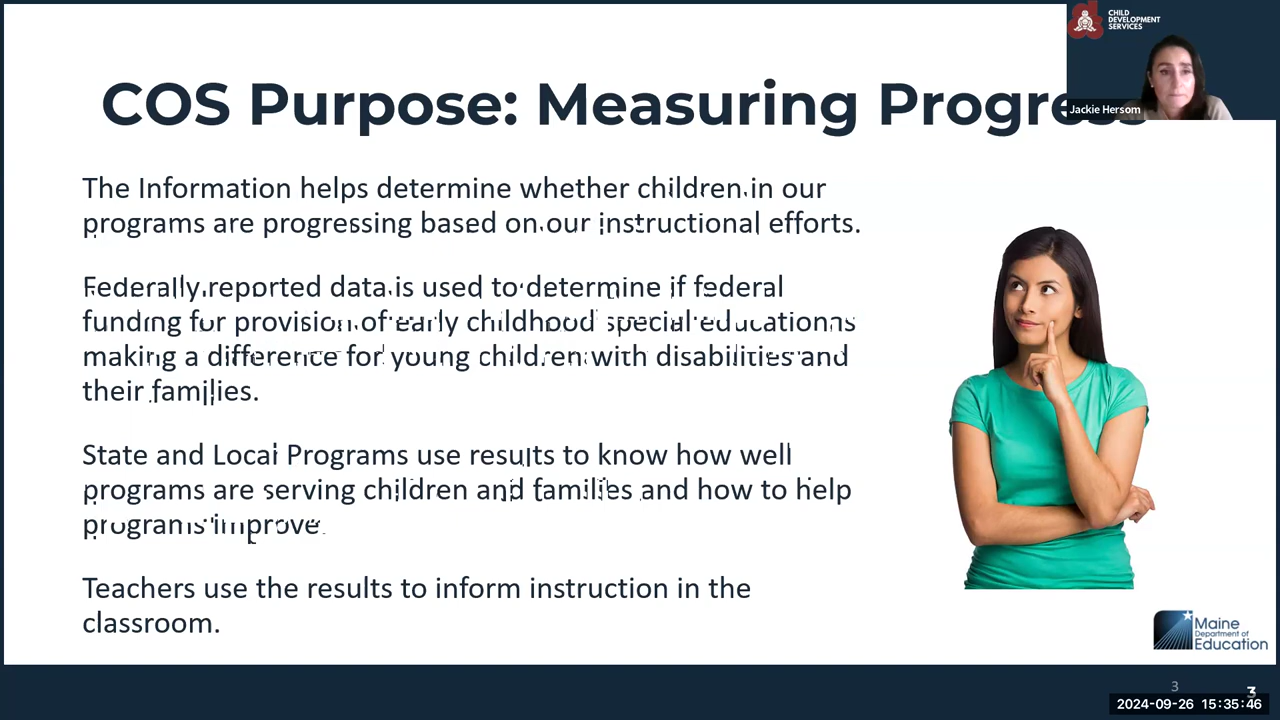 CHILD
DEVELOPMENT
SERVICES
Jackie Hersom
COS Purpose: Measuring Progress
The Information helps determine whether children in our
programs are progressing based on our instructional efforts.
Federally reported data is used to determine if federal
funding for provision of early childhood special education is
making a difference for young children with disabilities and
their families.
State and Local Programs use results to know how well
programs are serving children and families and how to help
programs improve.
Teachers use the results to inform instruction in the
classroom.
Maine
Department of
Education
3
3
2024-09-26 15:35:46